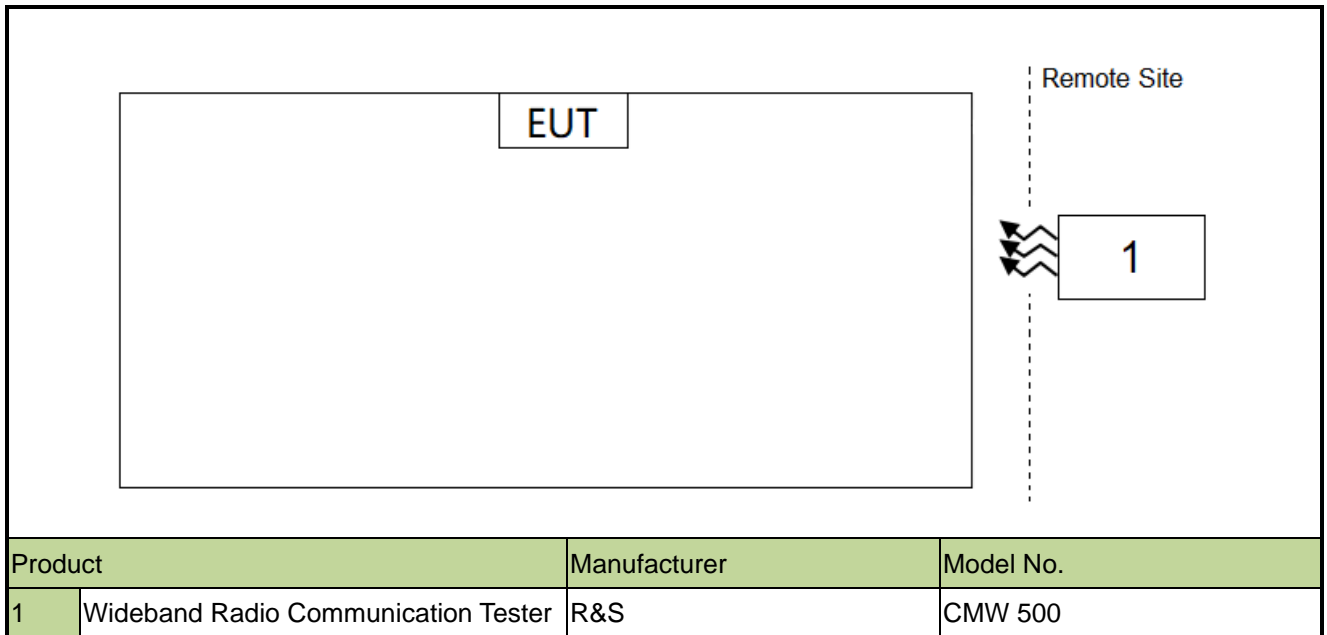 Remote Site
EUT
1
Product Manufacturer Model No.
1 Wideband Radio Communication Tester R&S CMW 500